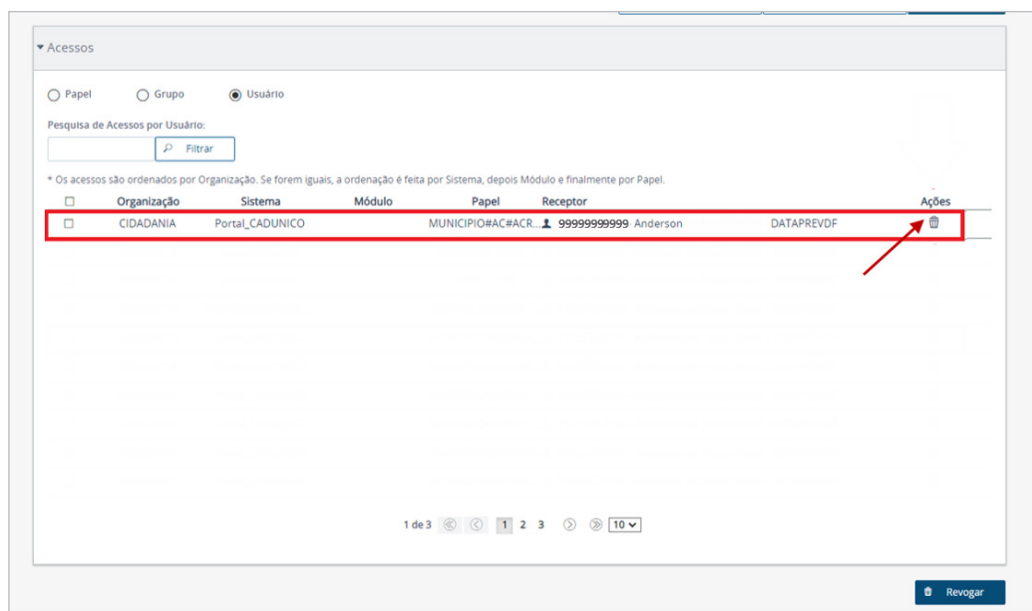 Acessos
Papel Grupo Usuário
Pesquisa de Acessos por Usuário:
Filtrar
* Os acessos são ordenados por Organização. Se forem iguais, a ordenação é feita por Sistema, depois Módulo e finalmente por Papel.
Organização Sistema Módulo Papel Receptor Ações
CIDADANIA Portal_CADUNICO MUNICIPIO#AC#ACR... 99999999999 Anderson DATAPREVDF
1 de 3 1 2 3 10
Revogar